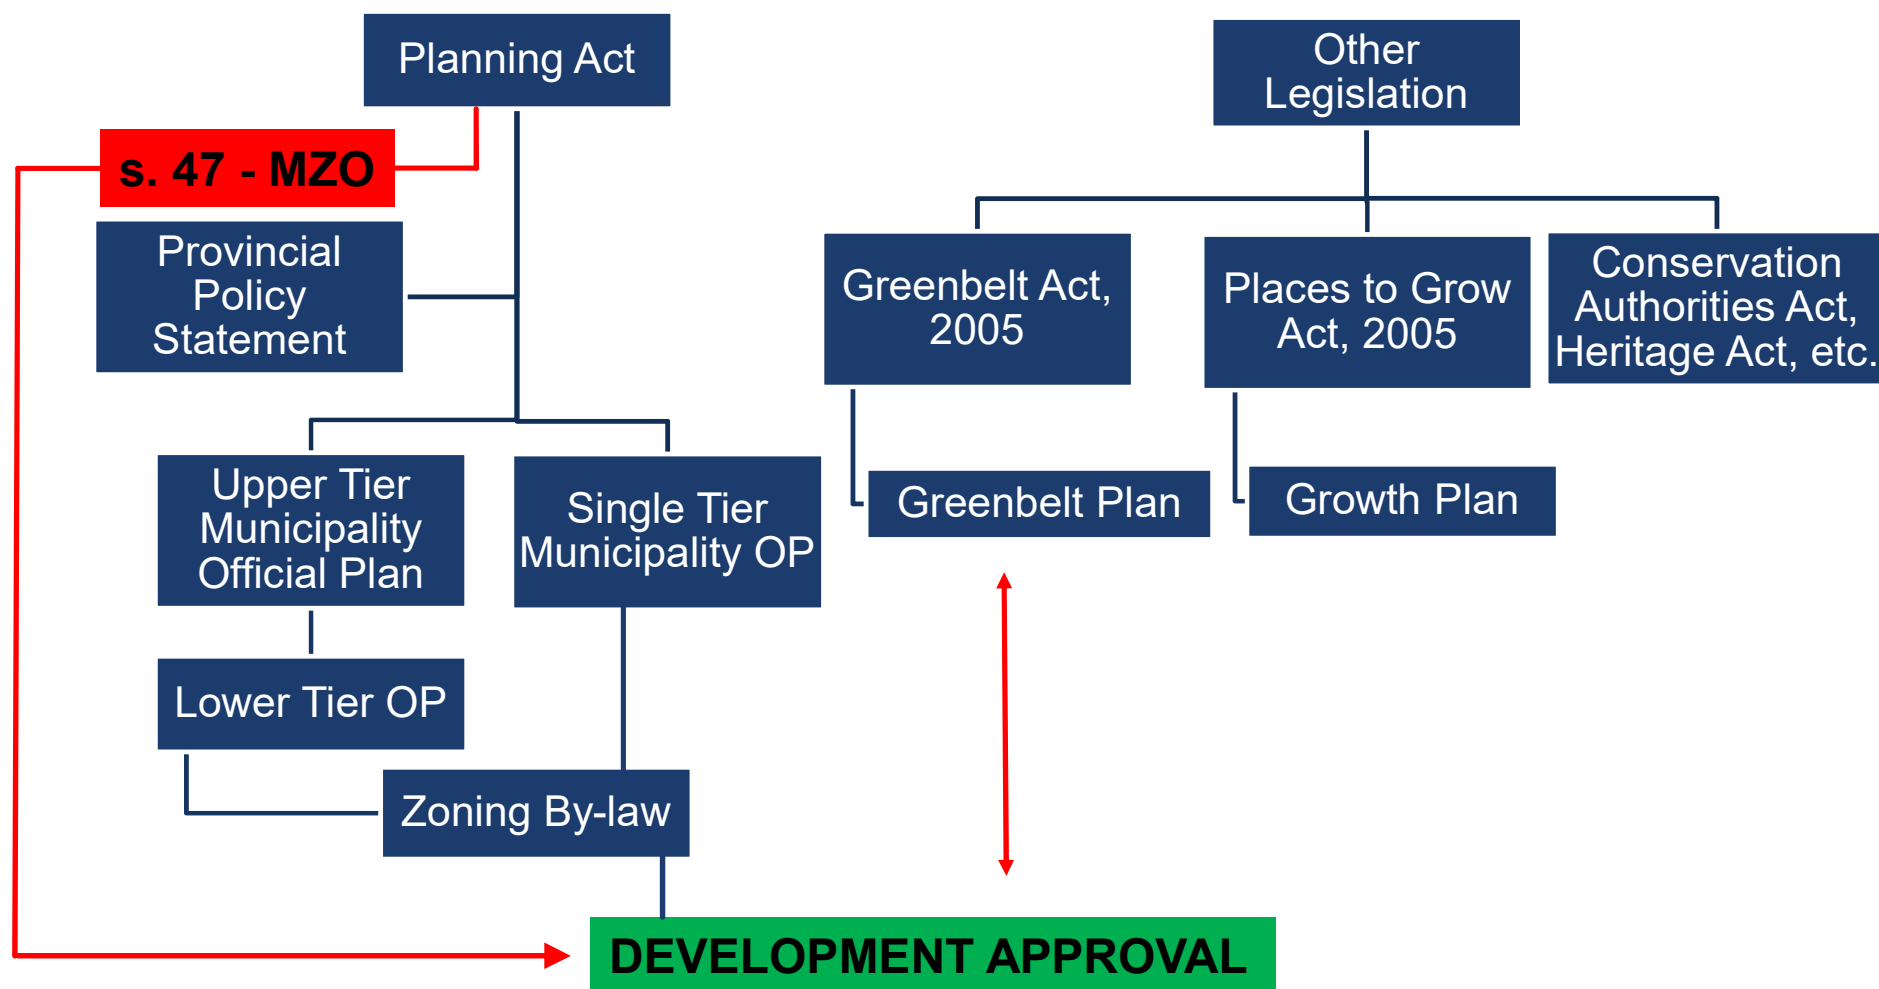 Planning Act
Other
Legislation
s. 47 - MZO
Provincial
Policy
Statement
Greenbelt Act,
2005
Places to Grow
Act, 2005
Conservation
Authorities Act,
Heritage Act, etc.
Upper Tier
Municipality
Official Plan
Single Tier
Municipality OP
Greenbelt Plan
Growth Plan
Lower Tier OP
Zoning By-law
DEVELOPMENT APPROVAL